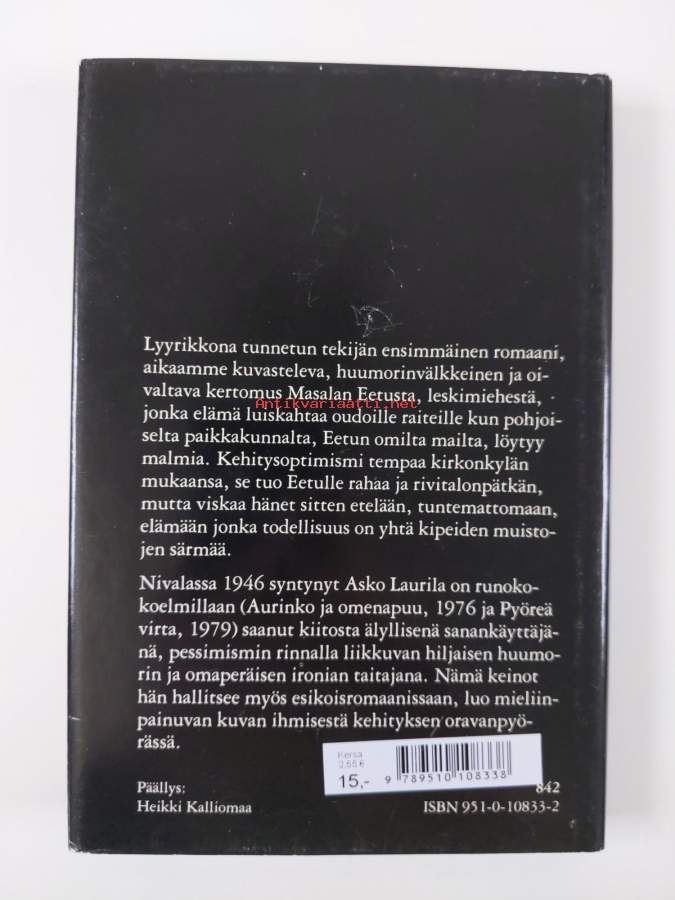 Lyyrikkona tunnetun tekijän ensimmäinen romaani,
aikaamme kuvasteleva, huumorinvälkkeinen ja oi-
valtava kertomus Masalan Eetusta, leskimiehestä,
Antikvariaatti.net
jonka elämä luiskahtaa oudoille raiteille kun pohjoi-
selta paikkakunnalta, Eetun omilta mailta, löytyy
malmia. Kehitysoptimismi tempaa kirkonkylän
mukaansa, se tuo Eetulle rahaa ja rivitalonpätkän,
mutta viskaa hänet sitten etelään, tuntemattomaan,
elämään jonka todellisuus on yhtä kipeiden muisto-
jen särmää.
Nivalassa 1946 syntynyt Asko Laurila on runoko-
koelmillaan (Aurinko ja omenapuu, 1976 ja Pyöreä
virta, 1979) saanut kiitosta älyllisenä sanankäyttäjä-
nä, pessimismin rinnalla liikkuvan hiljaisen huumo-
rin ja omaperäisen ironian taitajana. Nämä keinot
hän hallitsee myös esikoisromaanissaan, luo mieliin-
painuvan kuvan ihmisestä kehityksen oravanpyö-
rässä.
Kersa
2,55 €
15,-
9 789510 108338
Päällys:
842
Heikki Kalliomaa
ISBN 951-0-10833-2